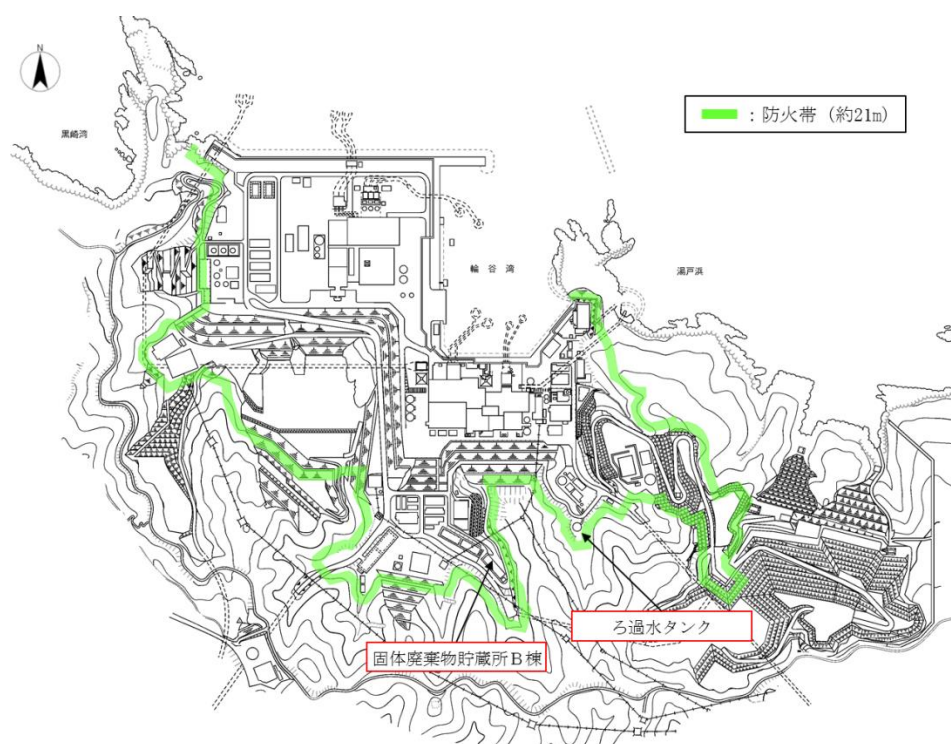 N
：防火帯（約21m）
黒崎湾
輪谷湾
湯戸浜
ろ過水タンク
固体廃棄物貯蔵所Ｂ棟